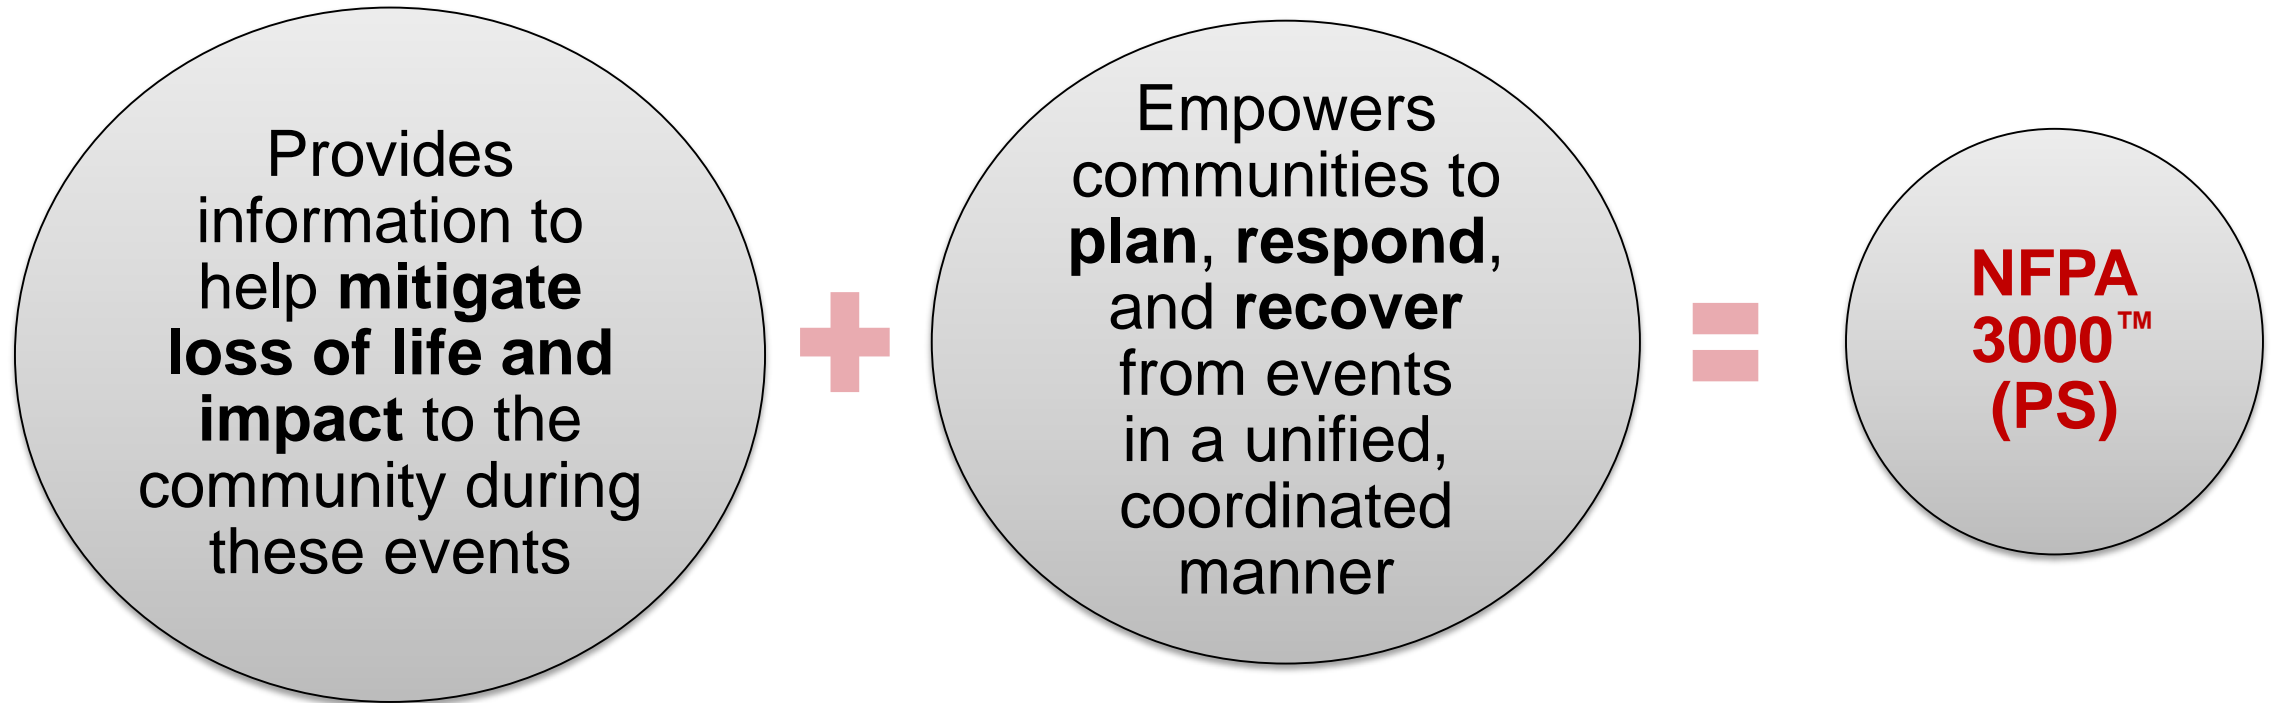 Provides
information to
help mitigate
loss of life and
impact to the
community during
these events
Empowers
communities to
plan, respond,
and recover
from events
in a unified,
coordinated
manner
NFPA
3000™
(PS)